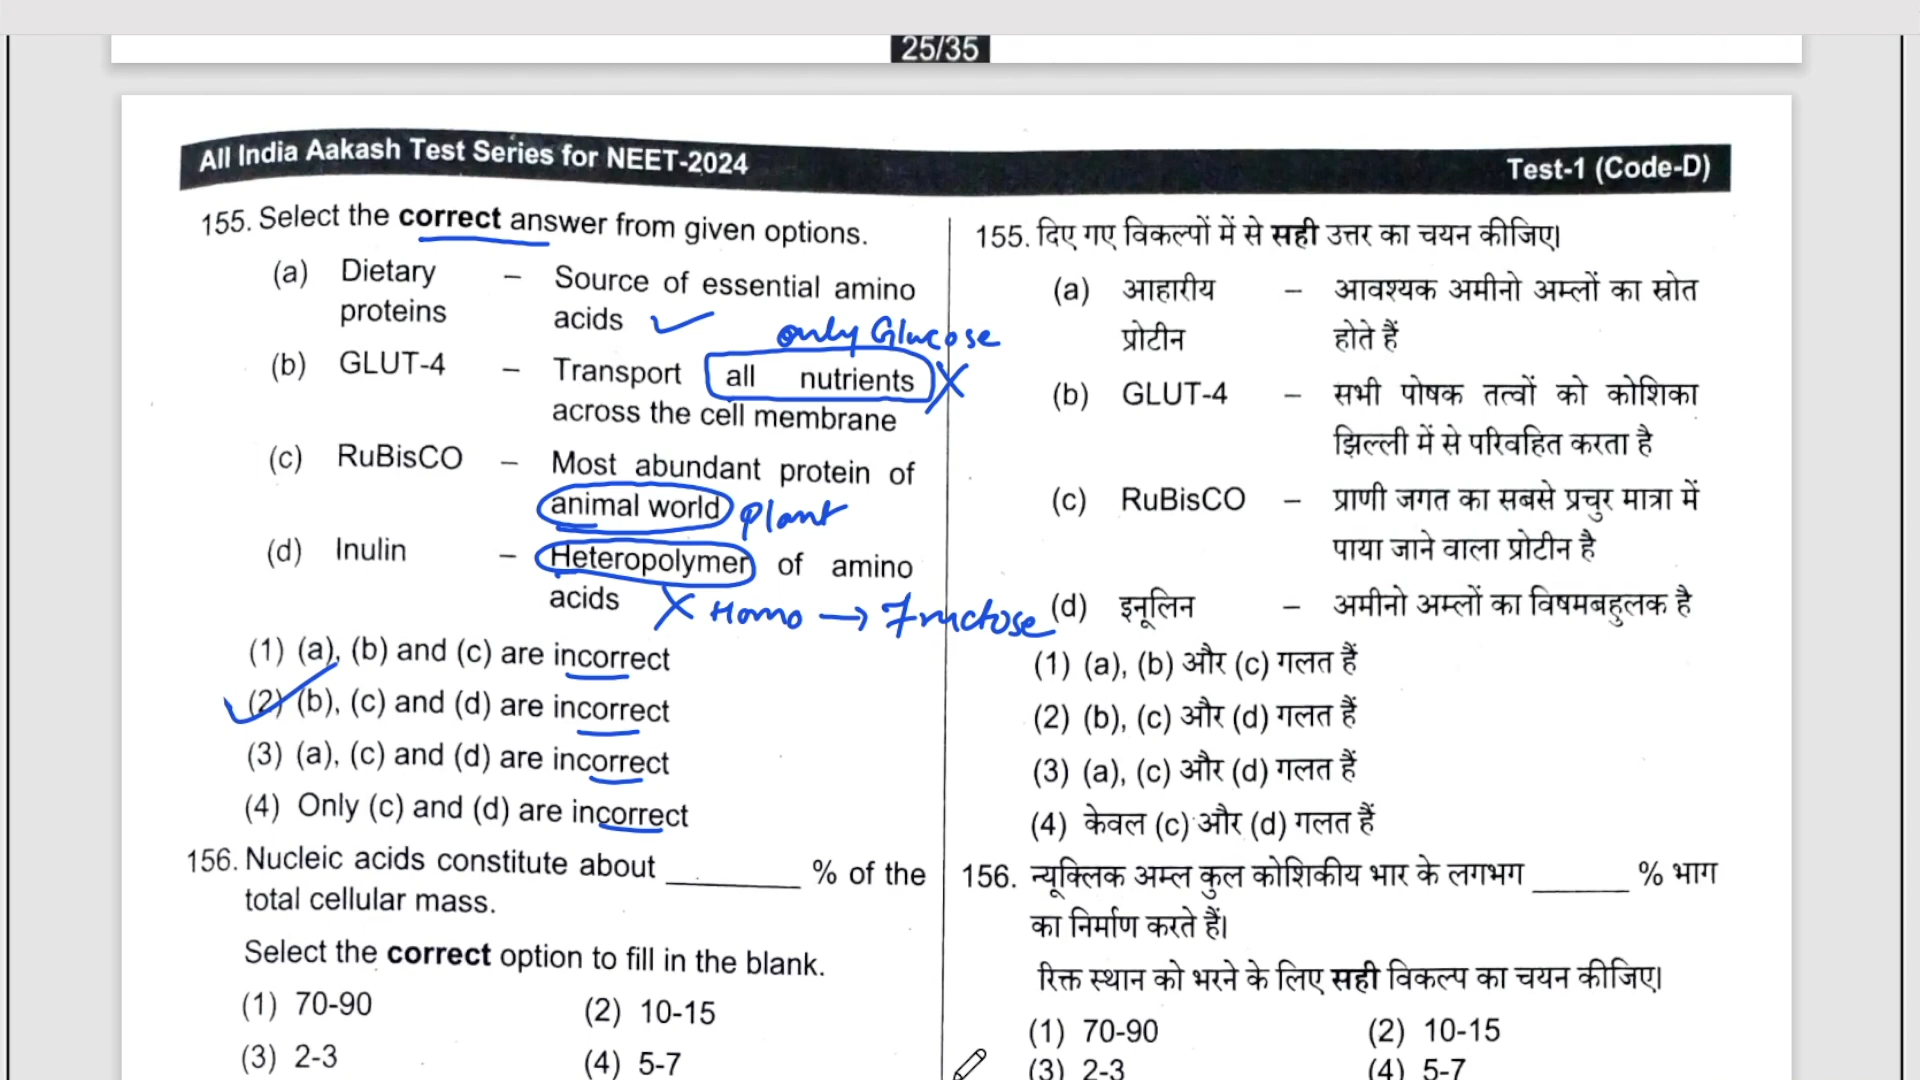 25/35
All India Aakash Test Series for NEET-2024
Test-1 (Code-D)
155. Select the correct answer from given options.
(a) Dietary proteins – Source of essential amino
acids
only Glucose
(b) GLUT-4 – Transport all nutrients
across the cell membrane
(c) RuBisCO – Most abundant protein of
animal world plant
(d) Inulin – Heteropolymer of amino
acids X Homo → Fructose
(1) (a), (b) and (c) are incorrect
(2) (b), (c) and (d) are incorrect
(3) (a), (c) and (d) are incorrect
(4) Only (c) and (d) are incorrect
156. Nucleic acids constitute about ________ % of the
total cellular mass.
Select the correct option to fill in the blank.
(1) 70-90 (2) 10-15
(3) 2-3 (4) 5-7
155. दिए गए विकल्पों में से सही उत्तर का चयन कीजिए।
(a) आहारीय – आवश्यक अमीनो अम्लों का स्रोत
प्रोटीन होते हैं
(b) GLUT-4 – सभी पोषक तत्वों को कोशिका
झिल्ली में से परिवहित करता है
(c) RuBisCO – प्राणी जगत का सबसे प्रचुर मात्रा में
पाया जाने वाला प्रोटीन है
(d) इनूलिन – अमीनो अम्लों का विषमबहुलक है
(1) (a), (b) और (c) गलत हैं
(2) (b), (c) और (d) गलत हैं
(3) (a), (c) और (d) गलत हैं
(4) केवल (c) और (d) गलत हैं
156. न्यूक्लिक अम्ल कुल कोशिकीय भार के लगभग ______ % भाग
का निर्माण करते हैं।
रिक्त स्थान को भरने के लिए सही विकल्प का चयन कीजिए।
(1) 70-90 (2) 10-15
(3) 2-3 (4) 5-7